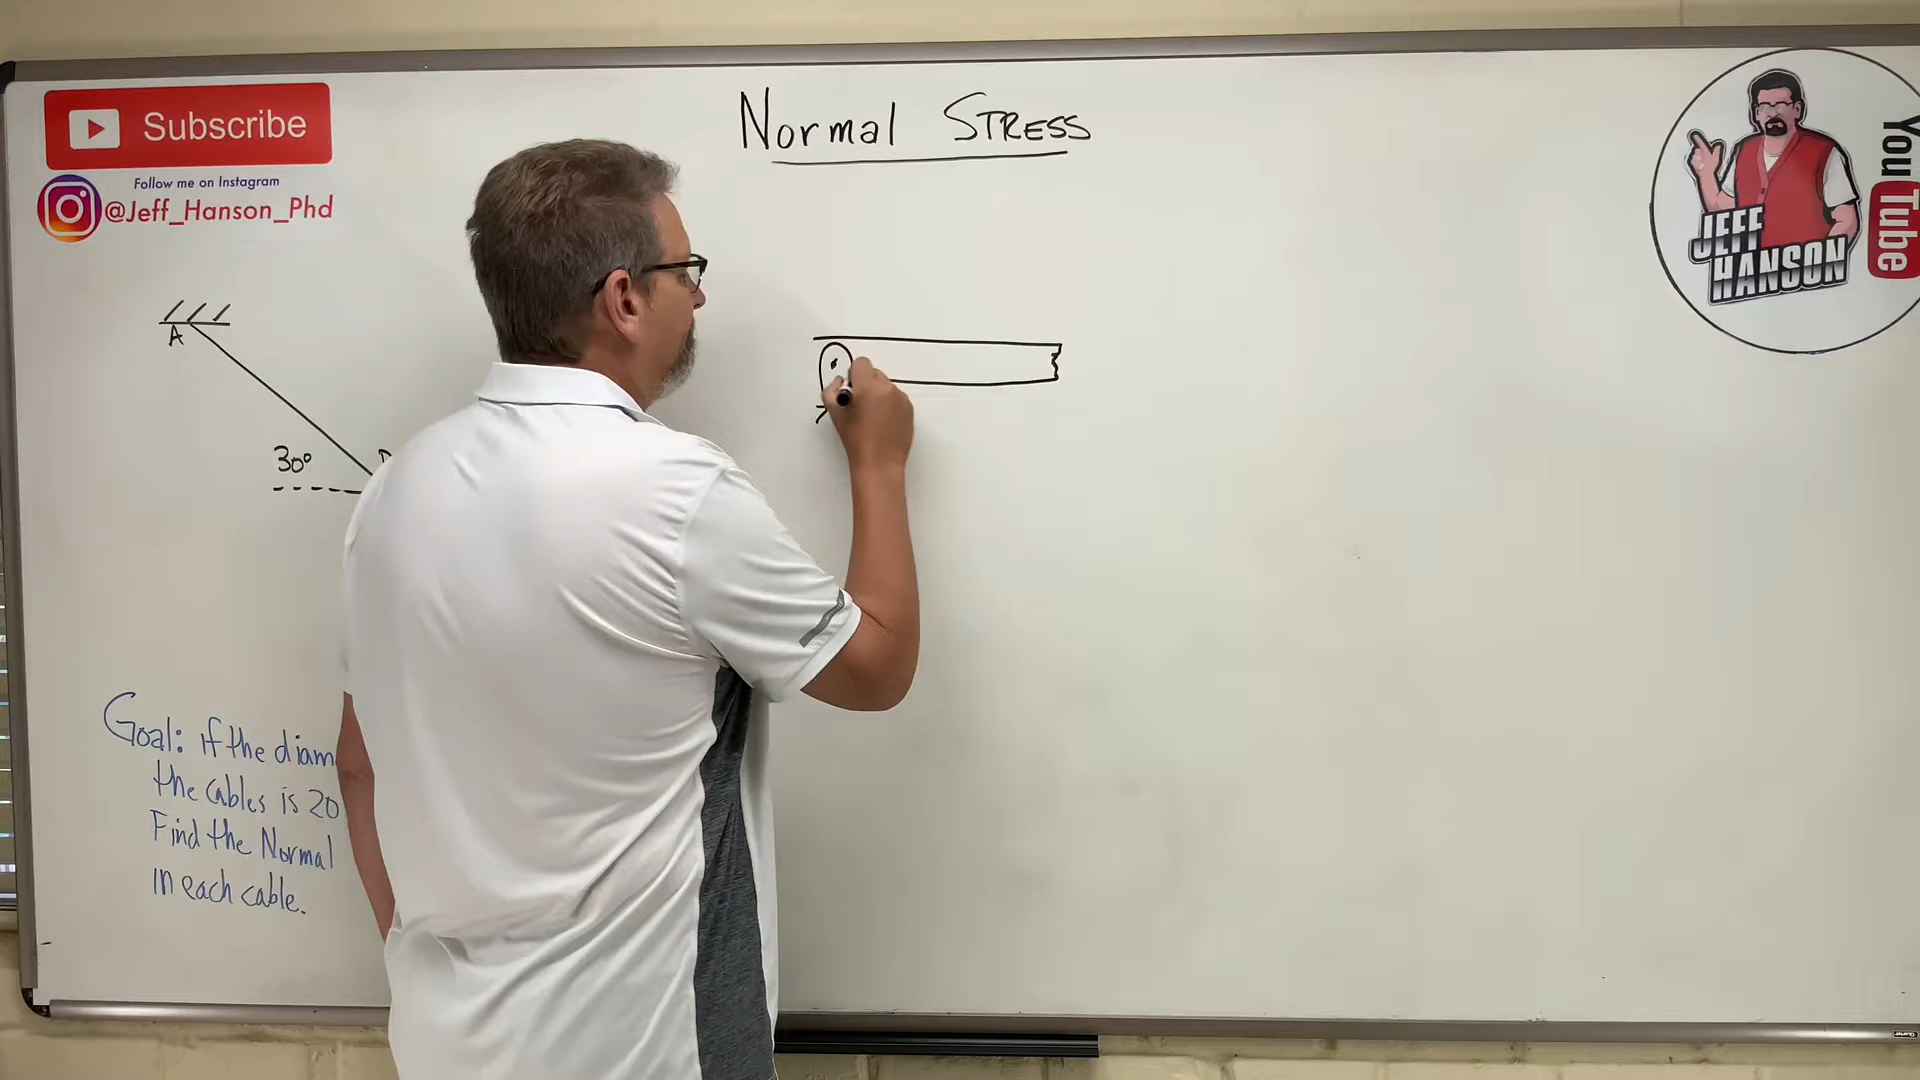 Normal STRESS
Subscribe
Follow me on Instagram
@Jeff_Hanson_Phd
YouTube
JEFF
HANSON
A
30°
Goal: if the diam
the cables is 20
Find the Normal
in each cable.